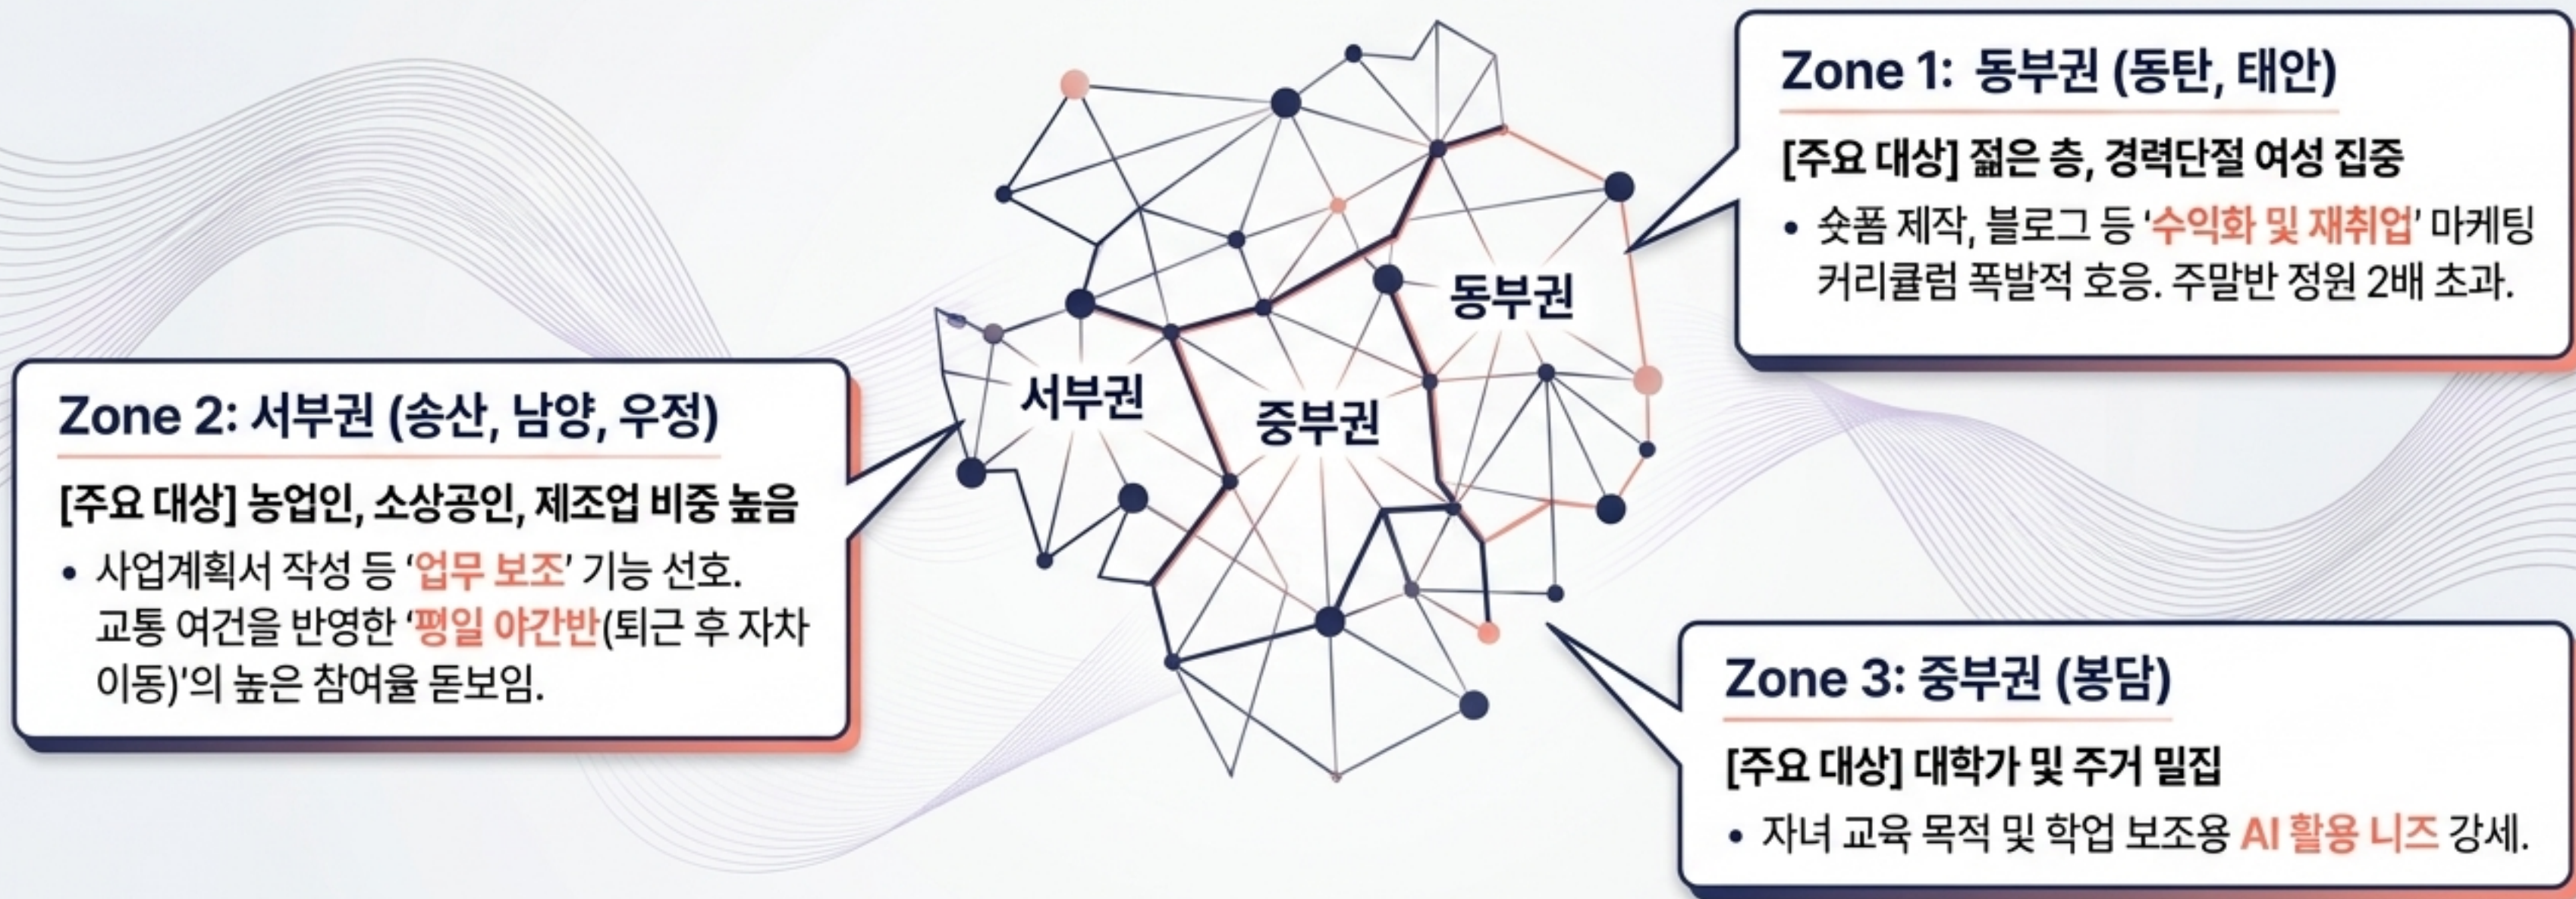 Zone 1: 동부권 (동탄, 태안)
[주요 대상] 젊은 층, 경력단절 여성 집중
• 숏폼 제작, 블로그 등 ‘수익화 및 재취업’ 마케팅
커리큘럼 폭발적 호응. 주말반 정원 2배 초과.
동부권
서부권
중부권
Zone 2: 서부권 (송산, 남양, 우정)
[주요 대상] 농업인, 소상공인, 제조업 비중 높음
• 사업계획서 작성 등 ‘업무 보조’ 기능 선호.
교통 여건을 반영한 ‘평일 야간반(퇴근 후 자차
이동)’의 높은 참여율 돋보임.
Zone 3: 중부권 (봉담)
[주요 대상] 대학가 및 주거 밀집
• 자녀 교육 목적 및 학업 보조용 AI 활용 니즈 강세.